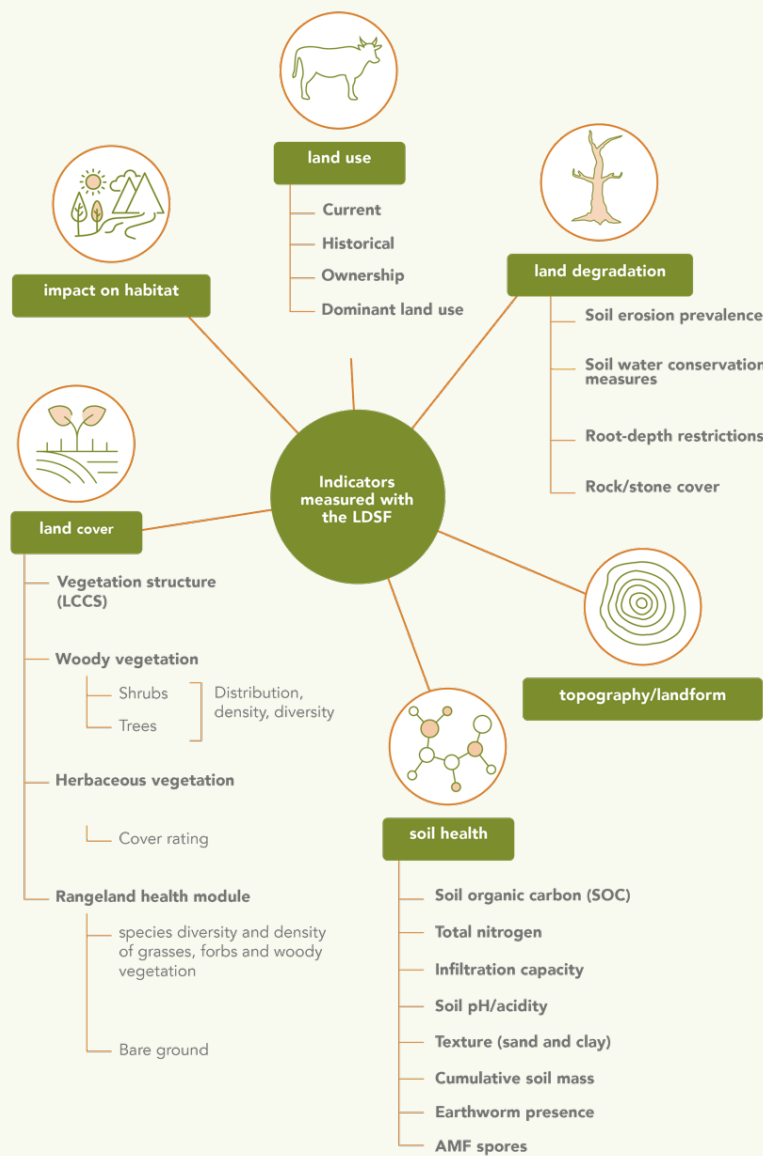 land use
Current
Historical
Ownership
Dominant land use
impact on habitat
land degradation
Soil erosion prevalence
Soil water conservation
measures
Root-depth restrictions
Rock/stone cover
Indicators
measured with
the LDSF
land cover
Vegetation structure
(LCCS)
Woody vegetation
Shrubs
Trees
Distribution,
density, diversity
Herbaceous vegetation
Cover rating
Rangeland health module
species diversity and density
of grasses, forbs and woody
vegetation
Bare ground
topography/landform
soil health
Soil organic carbon (SOC)
Total nitrogen
Infiltration capacity
Soil pH/acidity
Texture (sand and clay)
Cumulative soil mass
Earthworm presence
AMF spores